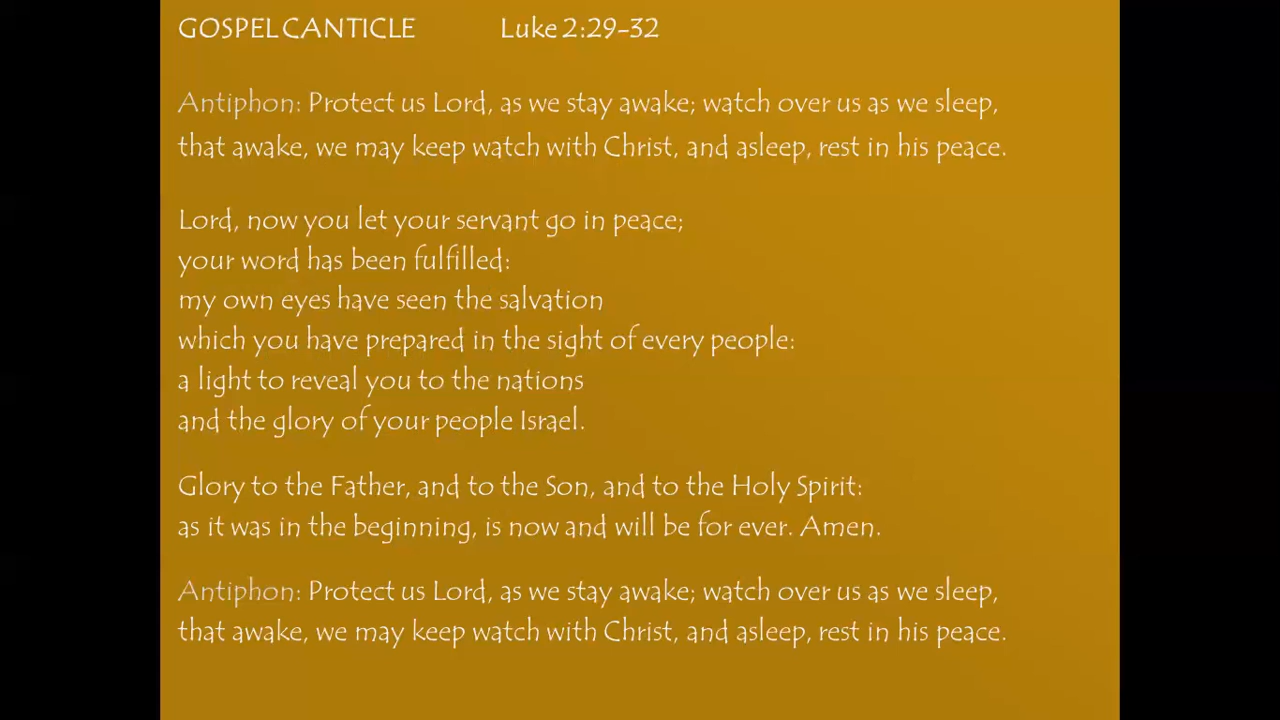 GOSPEL CANTICLE Luke 2:29-32
Antiphon: Protect us Lord, as we stay awake; watch over us as we sleep,
that awake, we may keep watch with Christ, and asleep, rest in his peace.
Lord, now you let your servant go in peace;
your word has been fulfilled:
my own eyes have seen the salvation
which you have prepared in the sight of every people:
a light to reveal you to the nations
and the glory of your people Israel.
Glory to the Father, and to the Son, and to the Holy Spirit:
as it was in the beginning, is now and will be for ever. Amen.
Antiphon: Protect us Lord, as we stay awake; watch over us as we sleep,
that awake, we may keep watch with Christ, and asleep, rest in his peace.